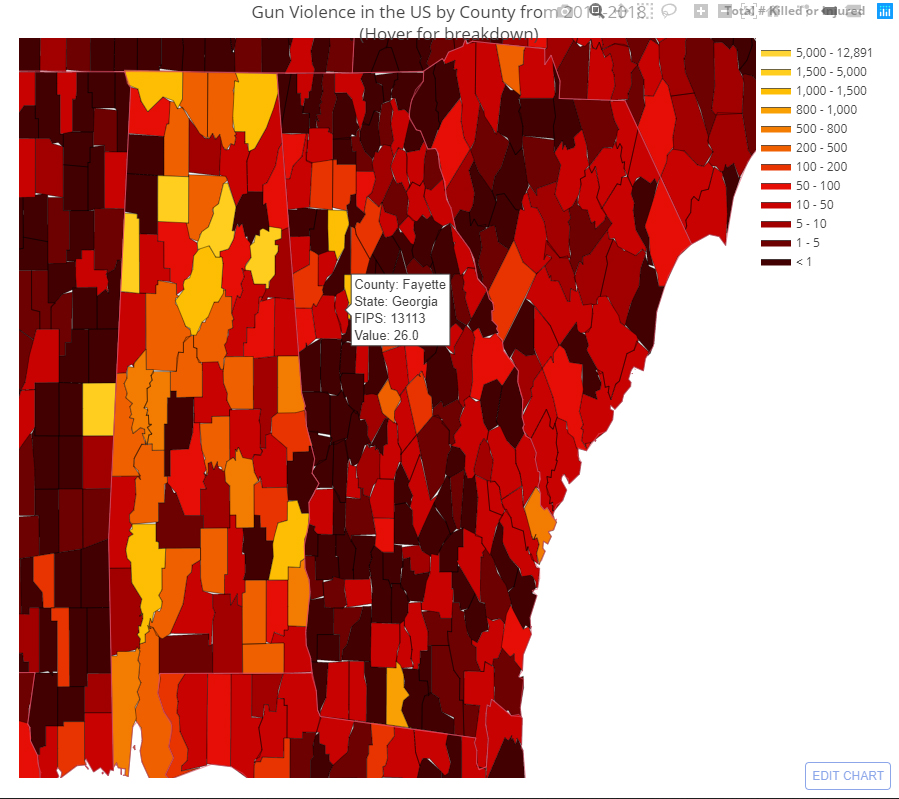 Gun Violence in the US by County from 2014-2018
(Hover for breakdown)
Total # Killed or Injured
5,000 - 12,891
1,500 - 5,000
1,000 - 1,500
800 - 1,000
500 - 800
200 - 500
100 - 200
50 - 100
10 - 50
5 - 10
1 - 5
< 1
County: Fayette
State: Georgia
FIPS: 13113
Value: 26.0
EDIT CHART